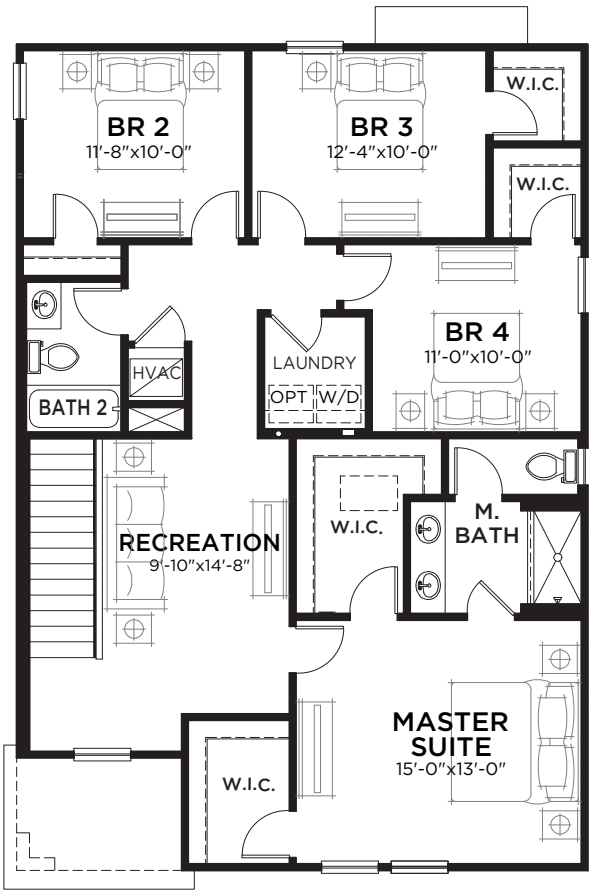 W.I.C.
BR 2
11'-8"x10'-0"
BR 3
12'-4"x10'-0"
W.I.C.
BR 4
11'-0"x10'-0"
LAUNDRY
OPT W/D
HVAC
BATH 2
RECREATION
9'-10"x14'-8"
W.I.C.
M.
BATH
MASTER
SUITE
15'-0"x13'-0"
W.I.C.